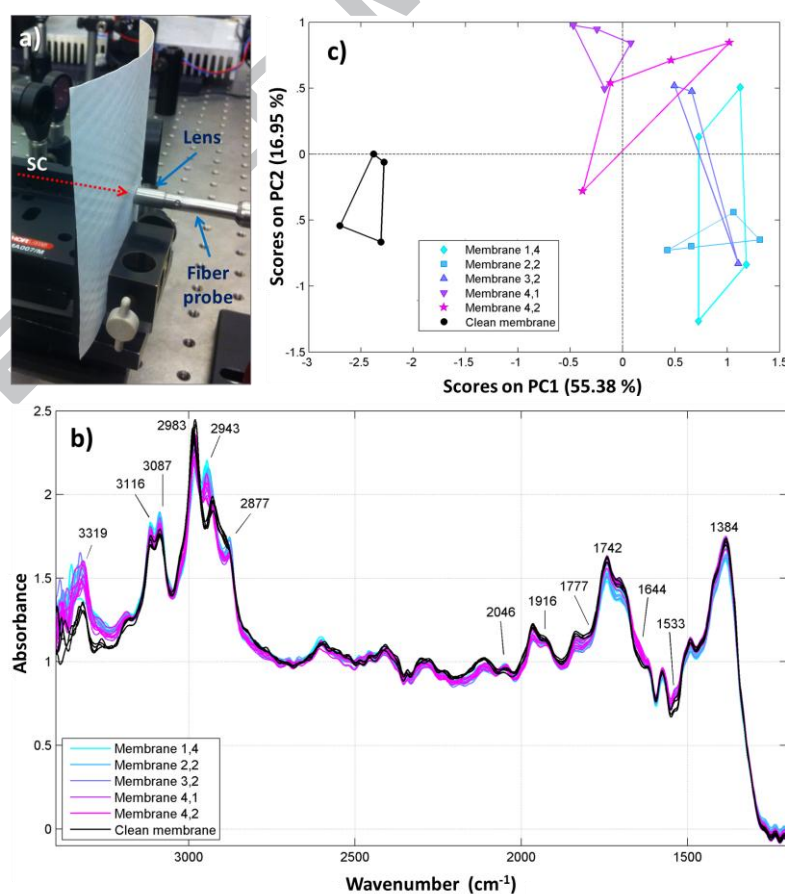 a)
SC
Lens
Fiber
probe
c)
Scores on PC2 (16.95 %)
1
.5
0
.5
-1
-1.5
-3
-2.5
-2
-1.5
-1
-0.5
0
0.5
1
1.5
Membrane 1,4
Membrane 2,2
Membrane 3,2
Membrane 4,1
Membrane 4,2
Clean membrane
Scores on PC1 (55.38 %)
b)
Absorbance
2.5
2
1.5
1
0.5
0
3319
3116
3087
2983
2943
2877
2046
1916
1777
1742
1644
1533
1384
Membrane 1,4
Membrane 2,2
Membrane 3,2
Membrane 4,1
Membrane 4,2
Clean membrane
3000
2500
2000
1500
Wavenumber (cm⁻¹)